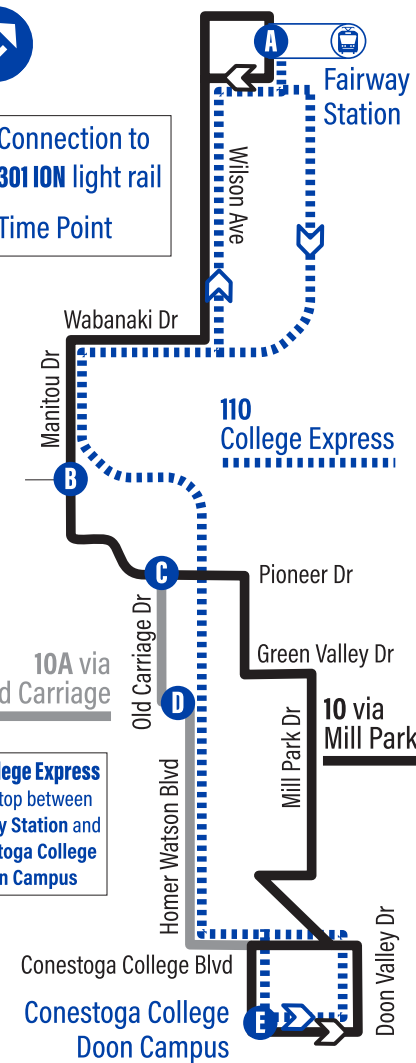 A
Fairway
Station
Connection to
301 ION light rail
Time Point
Wilson Ave
Wabanaki Dr
Manitou Dr
110
College Express
B
C
Pioneer Dr
Old Carriage Dr
Green Valley Dr
10A via
d Carriage
D
10 via
Mill Park
Mill Park Dr
lege Express
top between
y Station and
toga College
n Campus
Homer Watson Blvd
Doon Valley Dr
Conestoga College Blvd
Conestoga College
Doon Campus
E